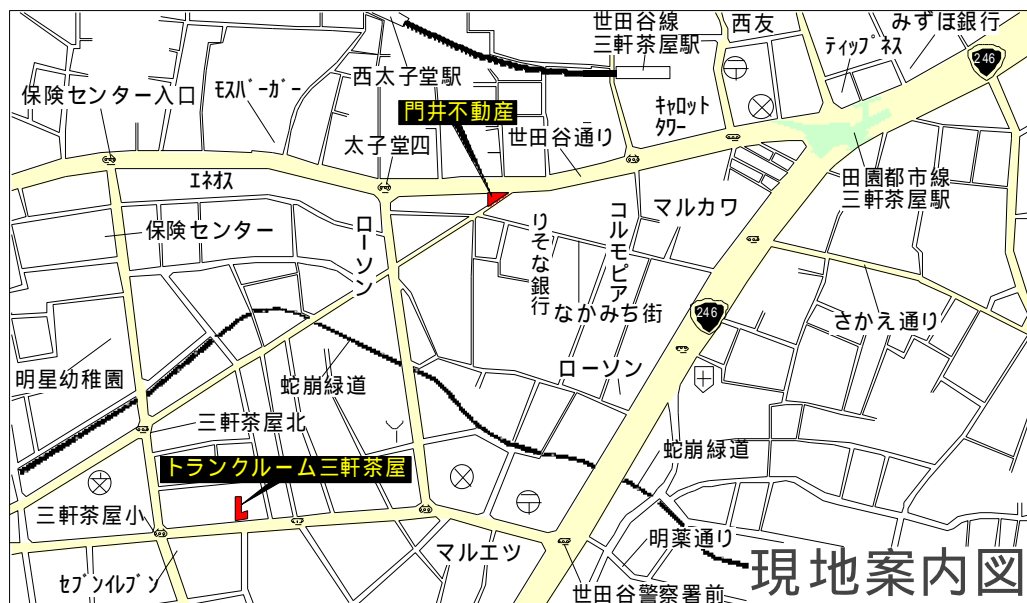 世田谷線
三軒茶屋駅
西友
みずほ銀行
ティップネス
246
西太子堂駅
モスバーガー
保険センター入口
門井不動産
キャロット
タワー
太子堂四
世田谷通り
田園都市線
三軒茶屋駅
エネオス
マルカワ
保険センター
ローソン
りそな銀行
コルモピア
なかみち街
246
さかえ通り
明星幼稚園
蛇崩緑道
ローソン
三軒茶屋北
蛇崩緑道
トランクルーム三軒茶屋
三軒茶屋小
マルエツ
明薬通り
セブンイレブン
世田谷警察署前
現地案内図